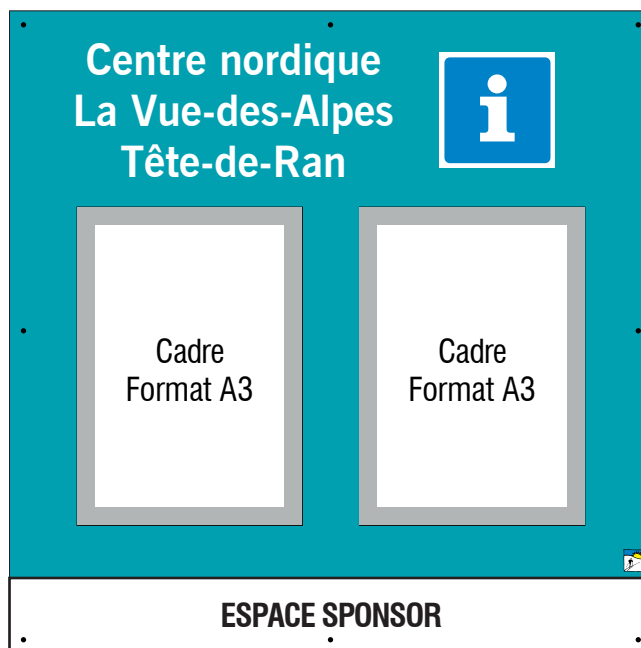 Centre nordique
La Vue-des-Alpes
Tête-de-Ran
i
Cadre
Format A3
Cadre
Format A3
ESPACE SPONSOR